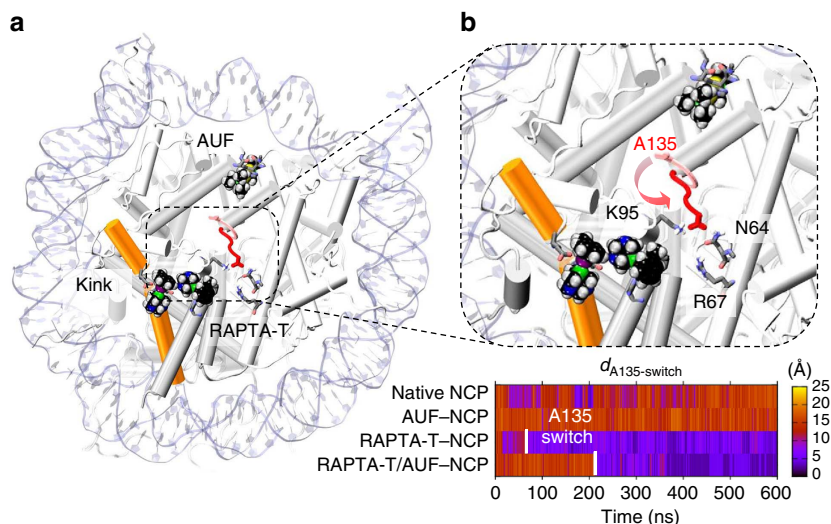 a
AUF
Kink
RAPTA-T
b
A135
K95
N64
R67
dA135-switch
(Å)
Native NCP
AUF–NCP
RAPTA-T–NCP
RAPTA-T/AUF–NCP
A135
switch
25
20
15
10
5
0
0 100 200 300 400 500 600
Time (ns)